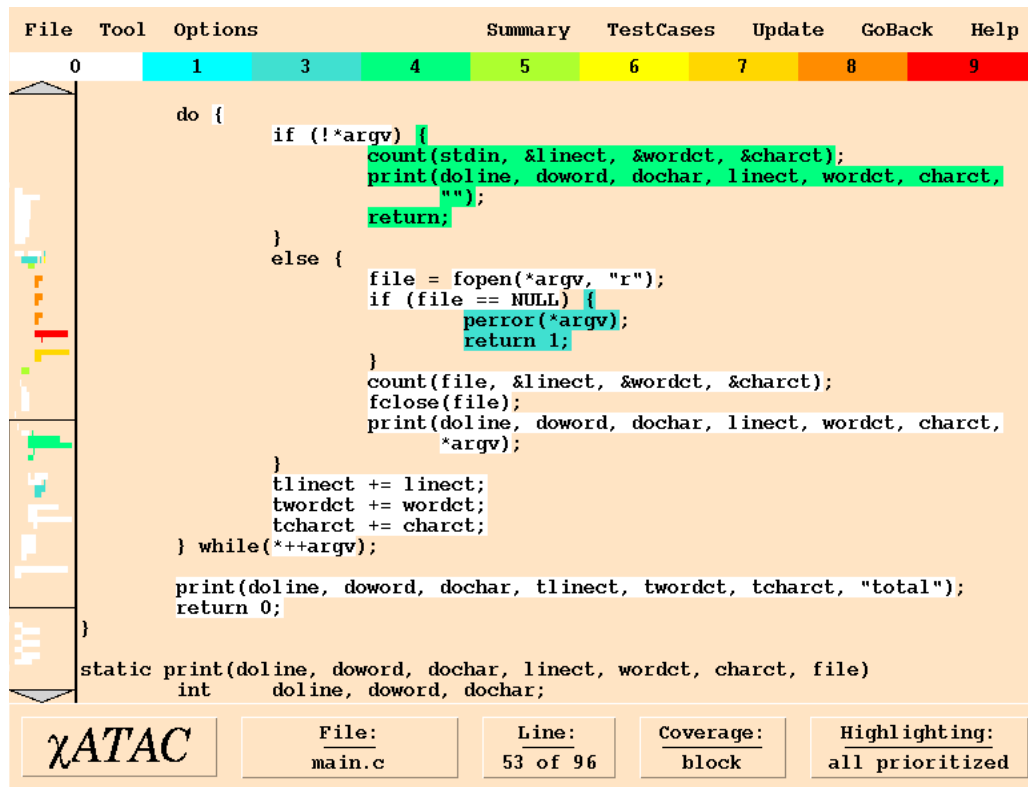 File Tool Options Summary TestCases Update GoBack Help
0 1 3 4 5 6 7 8 9
do {
if (!*argv) {
count(stdin, &linect, &wordct, &charct);
print(doline, doword, dochar, linect, wordct, charct,
"");
return;
}
else {
file = fopen(*argv, "r");
if (file == NULL) {
perror(*argv);
return 1;
}
count(file, &linect, &wordct, &charct);
fclose(file);
print(doline, doword, dochar, linect, wordct, charct,
*argv);
}
tlinect += linect;
twordct += wordct;
tcharct += charct;
} while(*++argv);
print(doline, doword, dochar, tlinect, twordct, tcharct, "total");
return 0;
}
static print(doline, doword, dochar, linect, wordct, charct, file)
int doline, doword, dochar;
χATAC
File:
main.c
Line:
53 of 96
Coverage:
block
Highlighting:
all prioritized